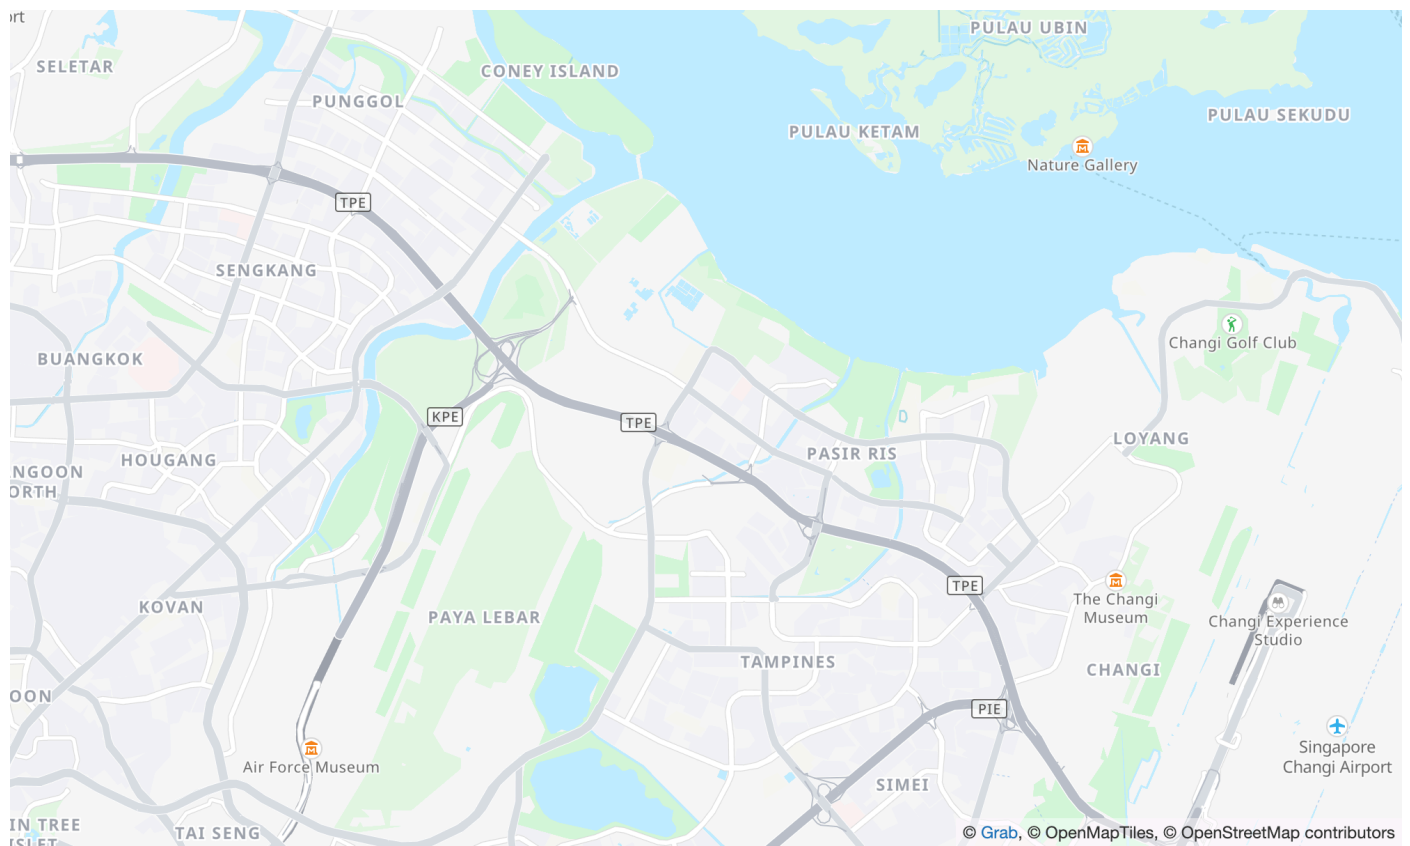 ort
SELETAR
PUNGGOL
CONEY ISLAND
PULAU UBIN
PULAU KETAM
PULAU SEKUDU
Nature Gallery
TPE
SENGKANG
BUANGKOK
Changi Golf Club
KPE
TPE
LOYANG
PASIR RIS
HOUGANG
NGOON
ORTH
TPE
The Changi
Museum
KOVAN
PAYA LEBAR
Changi Experience
Studio
TAMPINES
CHANGI
OON
PIE
Singapore
Changi Airport
Air Force Museum
SIMEI
IN TREE
ISLET
TAI SENG
© Grab, © OpenMapTiles, © OpenStreetMap contributors